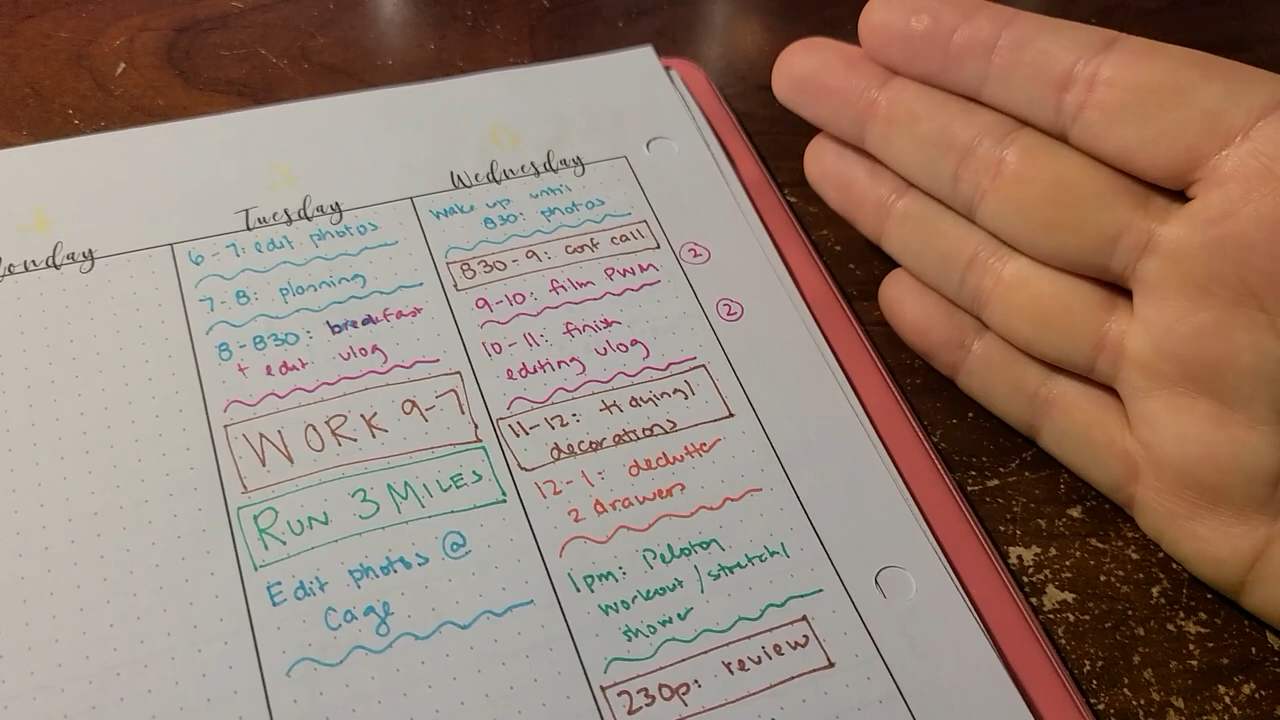 onday
Tuesday
6-7: edit photos
7-8: planning
8-830: breakfast
+ edit vlog
WORK 9-7
RUN 3 MILES
Edit photos @
Caige
Wednesday
wake up until
830: photos
830-9: conf call
9-10: film PWM
10-11: finish
editing vlog
11-12: tidying/
decorations
12-1: declutter
2 drawers
1pm: Peloton
workout/stretch/
shower
230p: review
2
2